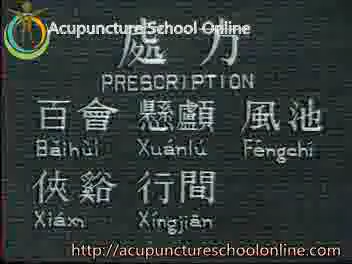 Acupuncture School Online
處方
PRESCRIPTION
百會 懸顱 風池
Bǎihùi Xuánlú Fēngchí
俠谿 行間
Xiáxī Xíngjiān
http://acupunctureschoolonline.com